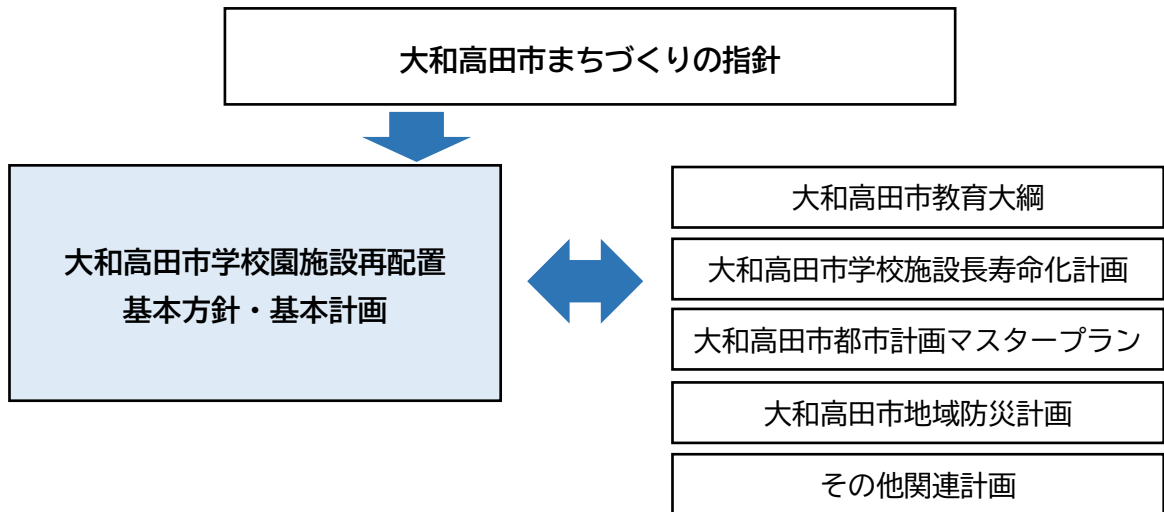 大和高田市まちづくりの指針
大和高田市学校園施設再配置
基本方針・基本計画
大和高田市教育大綱
大和高田市学校施設長寿命化計画
大和高田市都市計画マスタープラン
大和高田市地域防災計画
その他関連計画